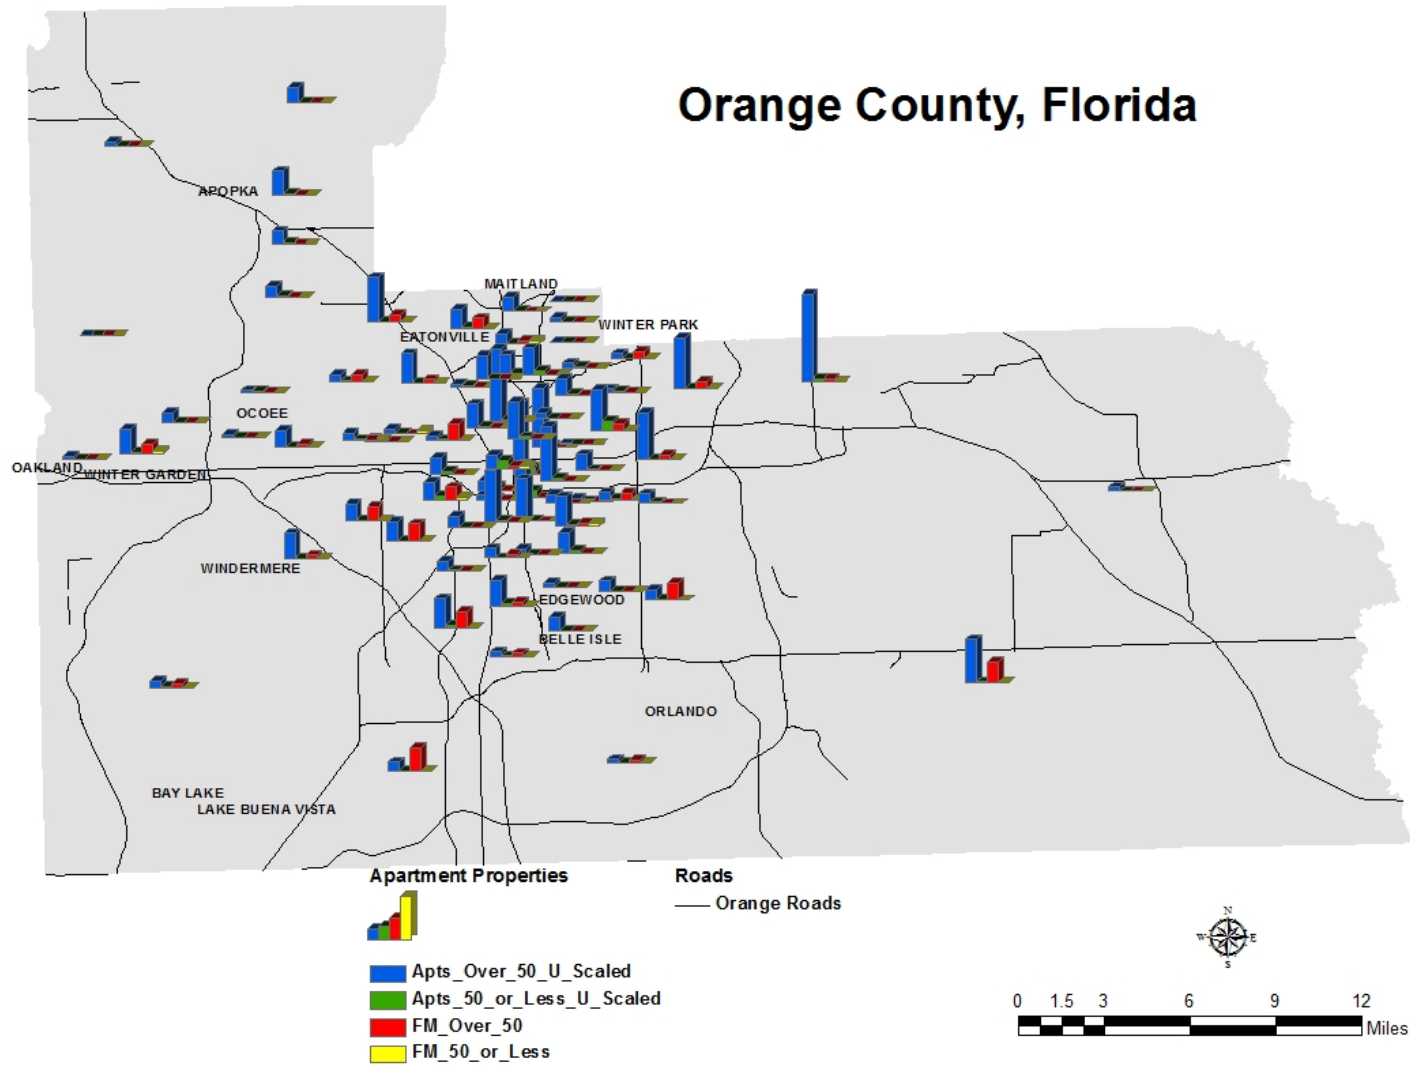 Orange County, Florida
APOPKA
MAITLAND
WINTER PARK
EATONVILLE
OCOEE
OAKLAND
WINTER GARDEN
WINDERMERE
EDGEWOOD
BELLE ISLE
ORLANDO
BAY LAKE
LAKE BUENA VISTA
Apartment Properties
Apts_Over_50_U_Scaled
Apts_50_or_Less_U_Scaled
FM_Over_50
FM_50_or_Less
Roads
Orange Roads
N
W E
S
0 1.5 3 6 9 12
Miles